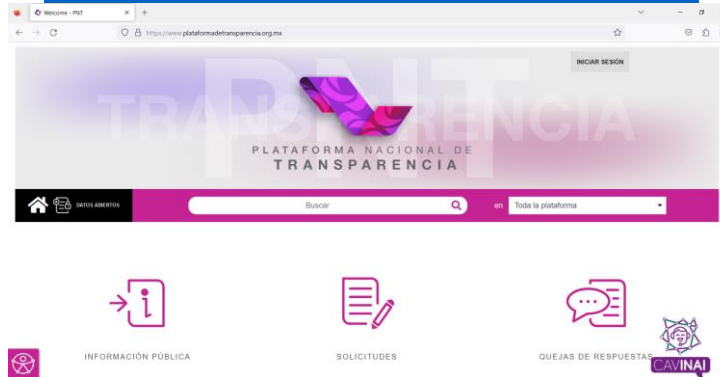 Welcome - PNT
https://www.plataformadetransparencia.org.mx
INICIAR SESIÓN
PNT
TRANSPARENCIA
PLATAFORMA NACIONAL DE
TRANSPARENCIA
DATOS ABIERTOS
Buscar
en
Toda la plataforma
INFORMACIÓN PÚBLICA
SOLICITUDES
QUEJAS DE RESPUESTAS
CAVINAI